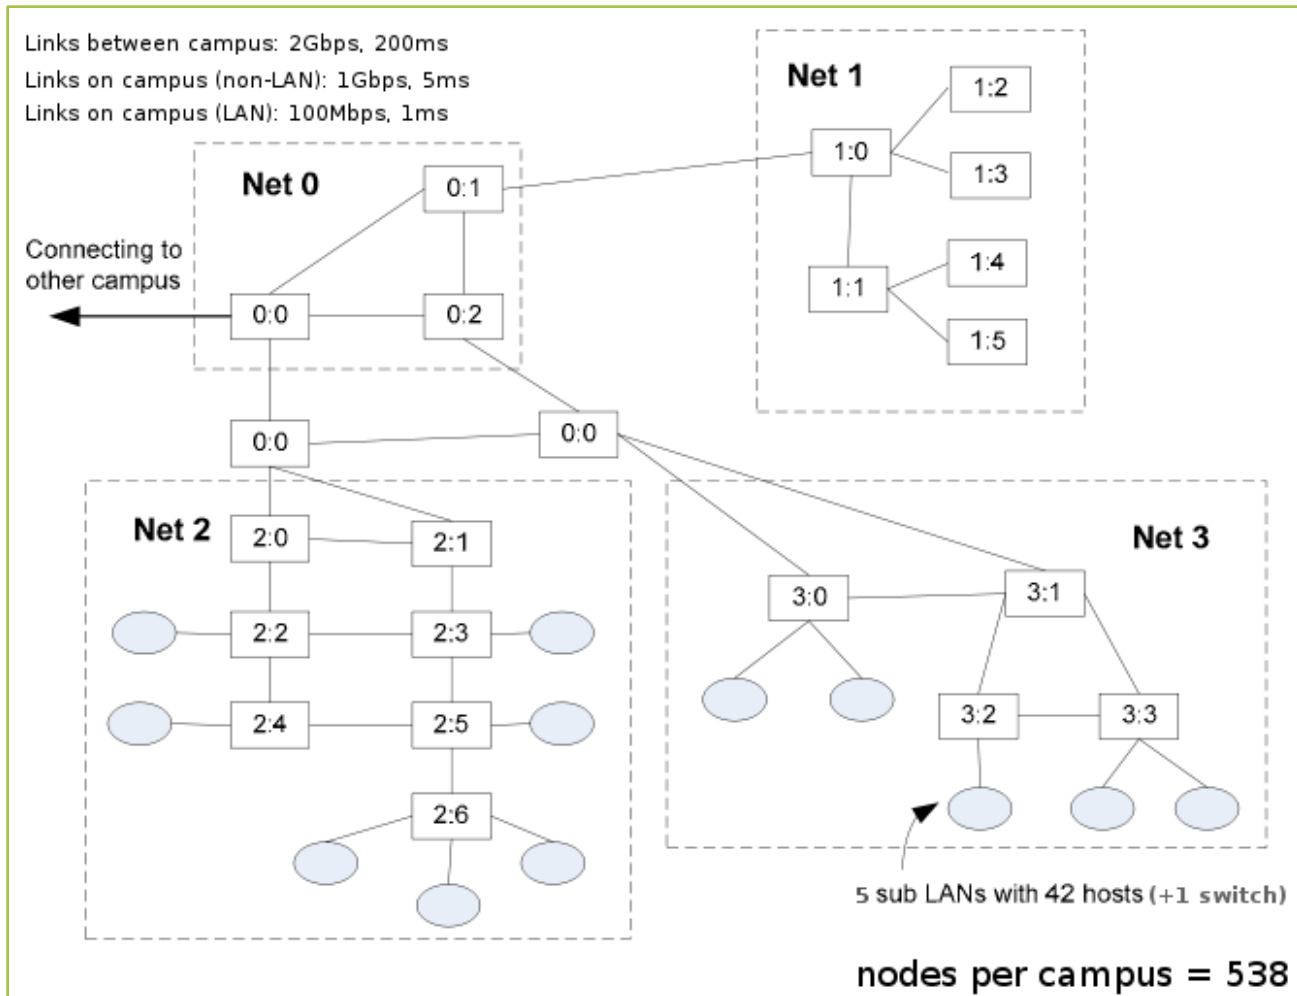 Links between campus: 2Gbps, 200ms
Links on campus (non-LAN): 1Gbps, 5ms
Links on campus (LAN): 100Mbps, 1ms
Net 0
0:1
Connecting to
other campus
0:0
0:2
Net 1
1:0
1:2
1:3
1:1
1:4
1:5
0:0
0:0
Net 2
2:0
2:1
2:2
2:3
2:4
2:5
2:6
Net 3
3:0
3:1
3:2
3:3
5 sub LANs with 42 hosts (+1 switch)
nodes per campus = 538